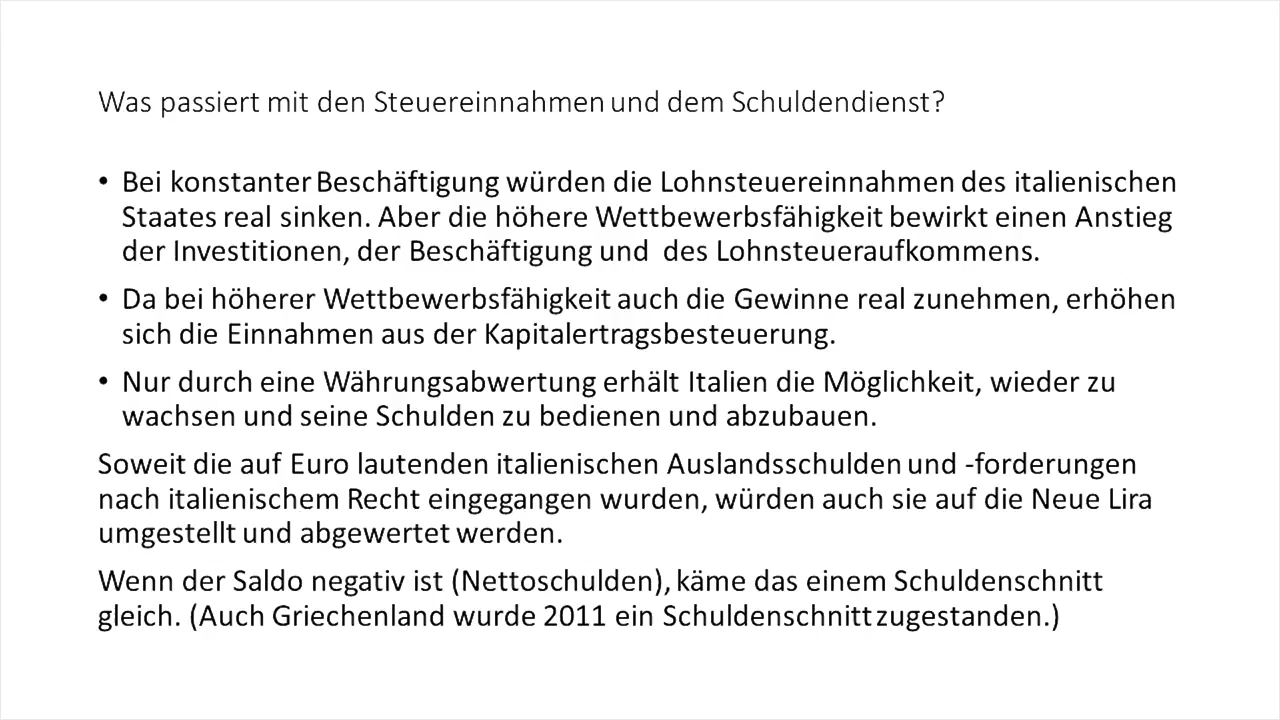 Was passiert mit den Steuereinnahmen und dem Schuldendienst?
• Bei konstanter Beschäftigung würden die Lohnsteuereinnahmen des italienischen
Staates real sinken. Aber die höhere Wettbewerbsfähigkeit bewirkt einen Anstieg
der Investitionen, der Beschäftigung und des Lohnsteueraufkommens.
• Da bei höherer Wettbewerbsfähigkeit auch die Gewinne real zunehmen, erhöhen
sich die Einnahmen aus der Kapitalertragsbesteuerung.
• Nur durch eine Währungsabwertung erhält Italien die Möglichkeit, wieder zu
wachsen und seine Schulden zu bedienen und abzubauen.
Soweit die auf Euro lautenden italienischen Auslandsschulden und -forderungen
nach italienischem Recht eingegangen wurden, würden auch sie auf die Neue Lira
umgestellt und abgewertet werden.
Wenn der Saldo negativ ist (Nettoschulden), käme das einem Schuldenschnitt
gleich. (Auch Griechenland wurde 2011 ein Schuldenschnitt zugestanden.)